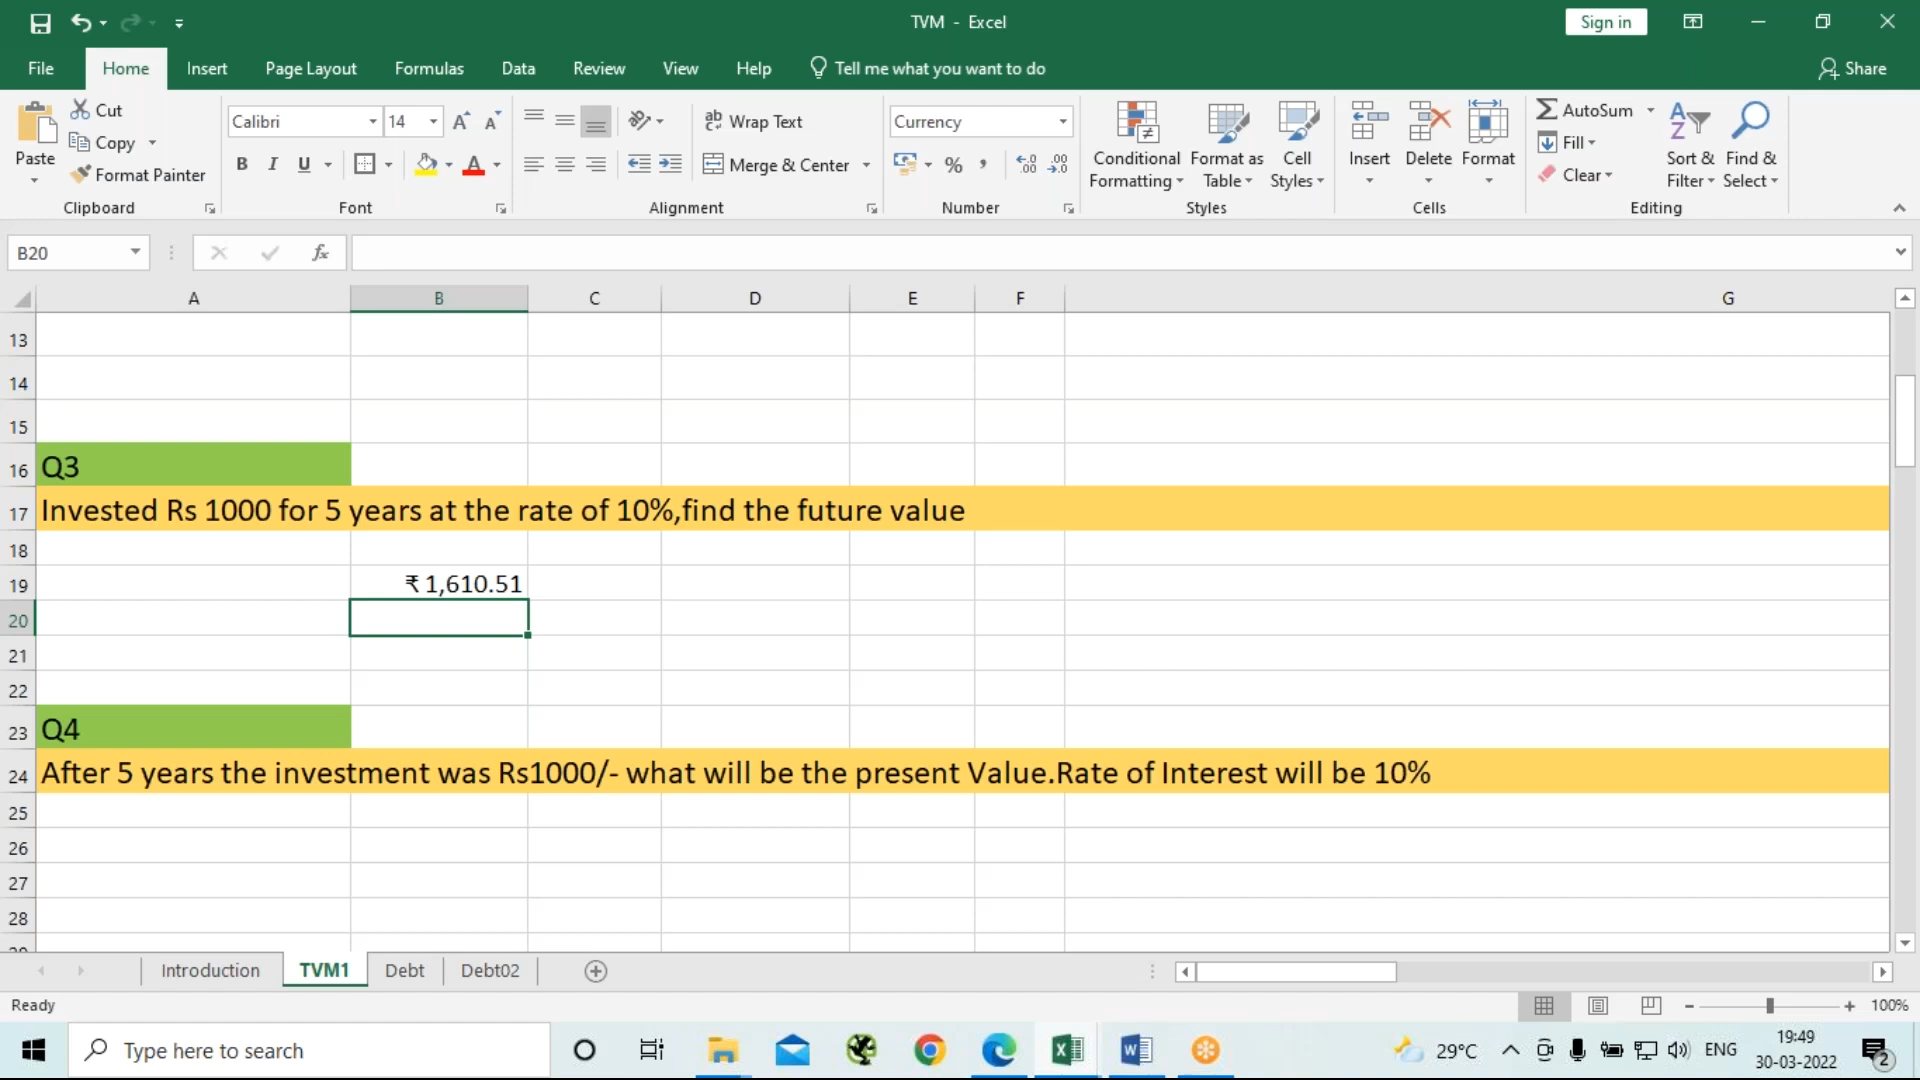 TVM - Excel
Sign in
File Home Insert Page Layout Formulas Data Review View Help Tell me what you want to do Share
Paste
Cut
Copy
Format Painter
Clipboard
Calibri 14
B I U
Font
Wrap Text
Merge & Center
Alignment
Currency
%
Number
Conditional Formatting
Format as Table
Cell Styles
Styles
Insert Delete Format
Cells
AutoSum
Fill
Clear
Sort & Filter
Find & Select
Editing
B20 fx
A B C D E F G
13
14
15
16 Q3
17 Invested Rs 1000 for 5 years at the rate of 10%,find the future value
18
19 ₹ 1,610.51
20
21
22
23 Q4
24 After 5 years the investment was Rs1000/- what will be the present Value.Rate of Interest will be 10%
25
26
27
28
29
Introduction TVM1 Debt Debt02
Ready 100%
Type here to search
29°C ENG
19:49
30-03-2022
2